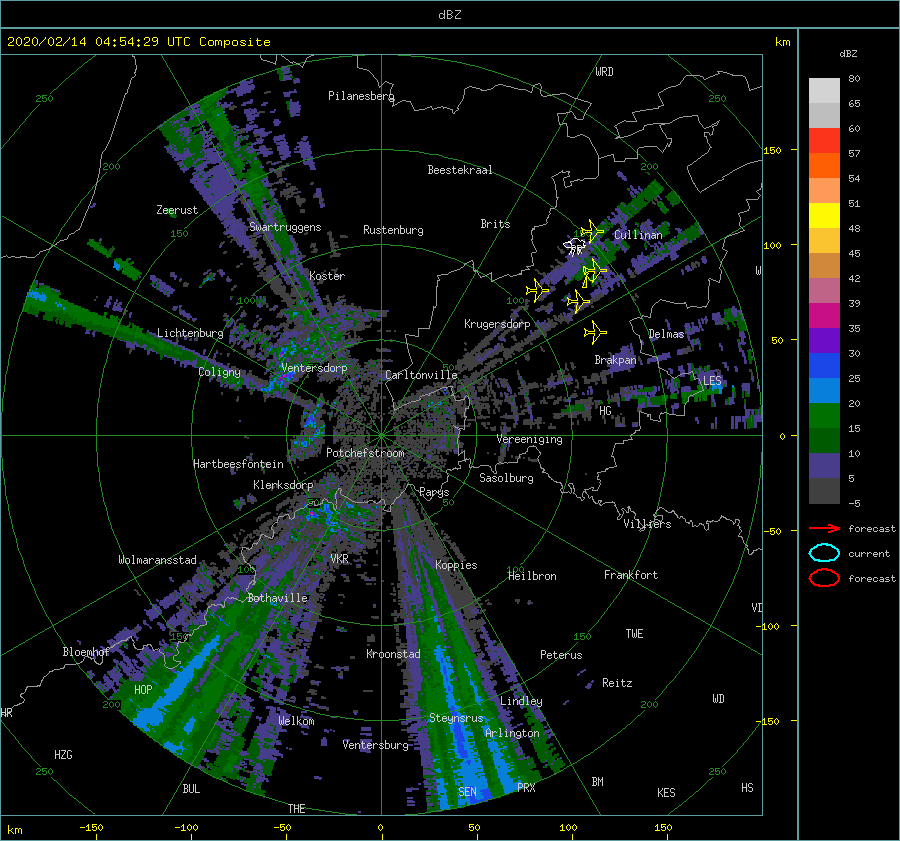 dBZ
2020/02/14 04:54:29 UTC Composite
km
dBZ
80
65
60
57
54
51
48
45
42
39
35
30
25
20
15
10
5
-5
forecast
current
forecast
150
100
50
0
-50
-100
-150
250
250
WRD
Pilanesberg
200
200
Beestekraal
Zeerust
Swartruggens
Rustenburg
Brits
Cullinan
150
W
Koster
100
100
Lichtenburg
Krugersdorp
Delmas
Coligny
Ventersdorp
Carltonville
Brakpan
LES
HG
Vereeniging
Hartbeesfontein
Potchefstroom
Klerksdorp
Parys
Sasolburg
50
50
Villiers
Wolmaransstad
VKR
Koppies
100
Heilbron
Frankfort
Bothaville
VD
150
150
TWE
Bloemhof
Kroonstad
Peterus
HOP
Reitz
WD
200
Lindley
200
HR
Welkom
Steynsrus
Arlington
Ventersburg
HZG
250
250
BUL
SEN
PRX
BM
KES
HS
THE
km
-150
-100
-50
0
50
100
150